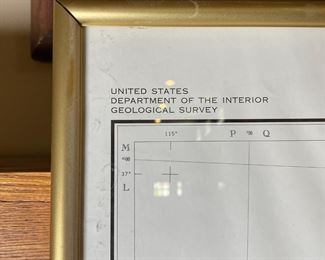 UNITED STATES
DEPARTMENT OF THE INTERIOR
GEOLOGICAL SURVEY
115° P Q
M
37°
L